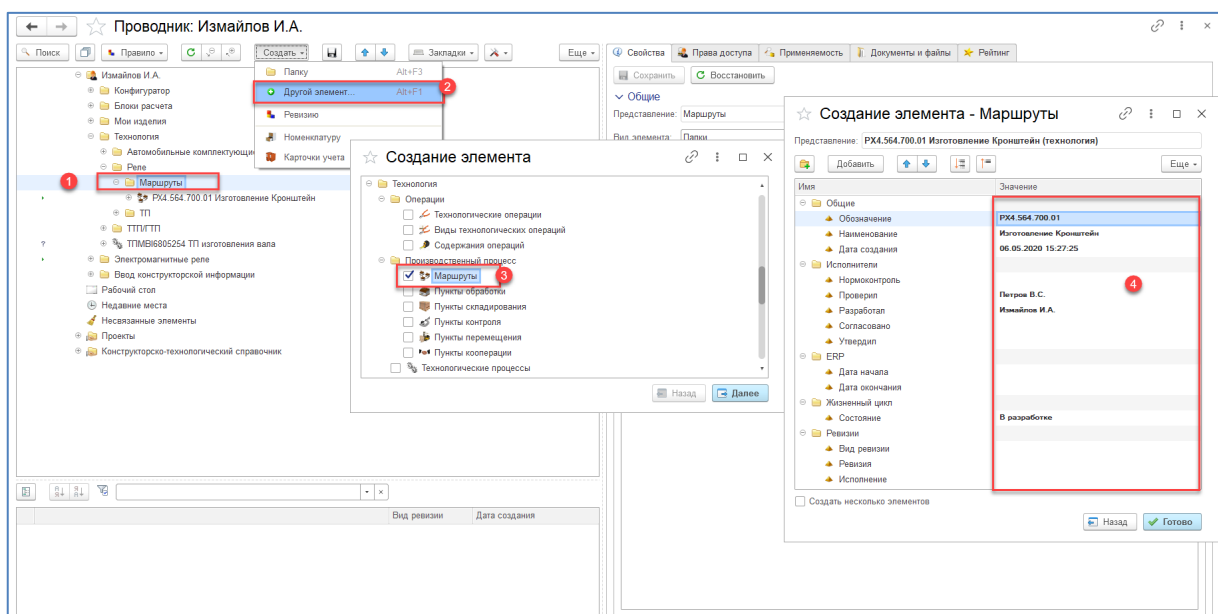 Проводник: Измайлов И.А.
Поиск
Правило
Создать
Закладки
Еще
Измайлов И.А.
Конфигуратор
Блоки расчета
Мои изделия
Технология
Автомобильные комплектующи
Реле
1
Маршруты
РХ4.564.700.01 Изготовление Кронштейн
ТП
ТТП/ГТП
? ТПМВІ6805254 ТП изготовления вала
Электромагнитные реле
Ввод конструкторской информации
Рабочий стол
Недавние места
Несвязанные элементы
Проекты
Конструкторско-технологический справочник
Папку Alt+F3
2
Другой элемент... Alt+F1
Ревизию
Номенклатуру
Карточки учета
Вид ревизии Дата создания
Свойства
Права доступа
Применяемость
Документы и файлы
Рейтинг
Сохранить
Восстановить
Общие
Представление: Маршруты
Вид элемента: Папки
Создание элемента
Технология
Операции
Технологические операции
Виды технологических операций
Содержания операций
Производственный процесс
Маршруты
3
Пункты обработки
Пункты складирования
Пункты контроля
Пункты перемещения
Пункты кооперации
Технологические процессы
Назад
Далее
Создание элемента - Маршруты
Представление: РХ4.564.700.01 Изготовление Кронштейн (технология)
Добавить
Еще
Имя Значение
Общие
Обозначение РХ4.564.700.01
Наименование Изготовление Кронштейн
Дата создания 06.05.2020 15:27:25
Исполнители
Нормоконтроль
4
Проверил Петров В.С.
Разработал Измайлов И.А.
Согласовано
Утвердил
ERP
Дата начала
Дата окончания
Жизненный цикл
Состояние В разработке
Ревизии
Вид ревизии
Ревизия
Исполнение
Создать несколько элементов
Назад
Готово